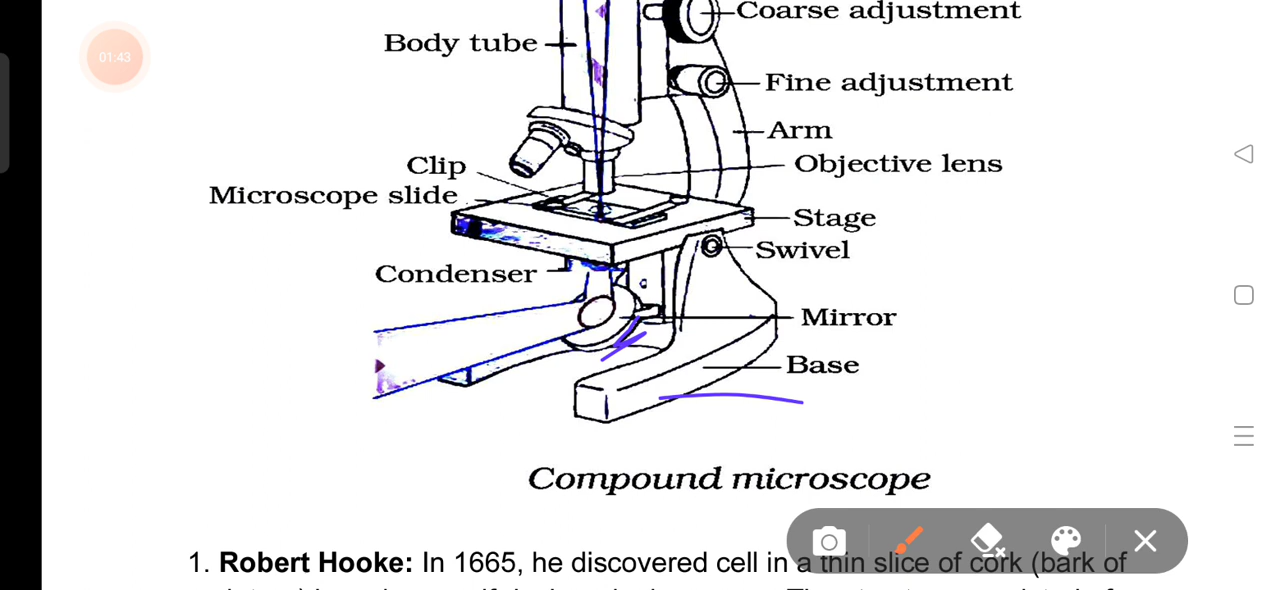 Coarse adjustment
Body tube
01:43
Fine adjustment
Arm
Clip
Objective lens
Microscope slide
Stage
Swivel
Condenser
Mirror
Base
Compound microscope
1. Robert Hooke: In 1665, he discovered cell in a thin slice of cork (bark of